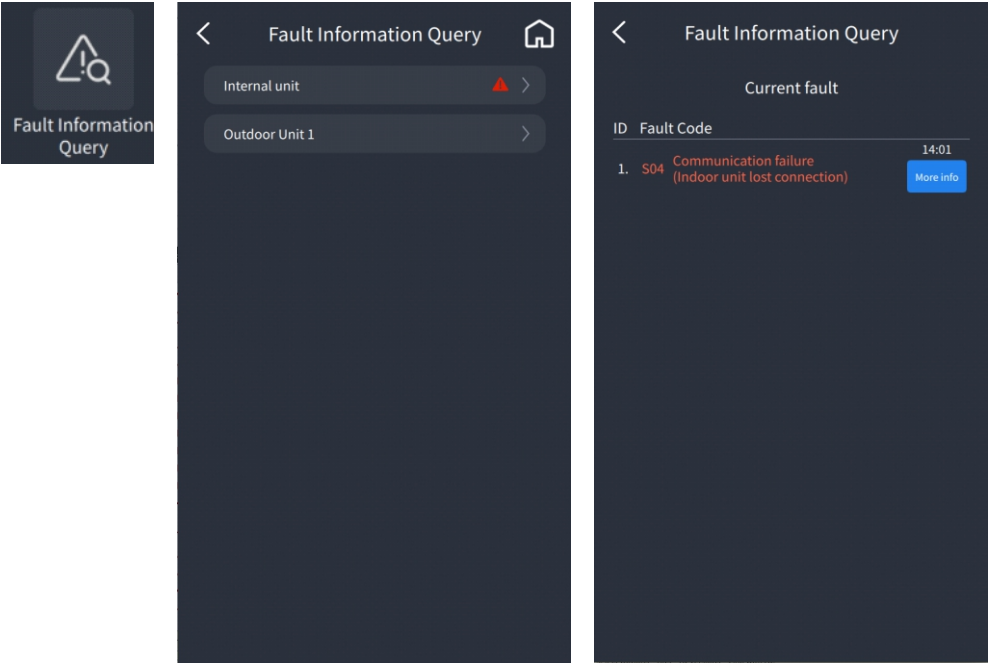 Fault Information
Query
Fault Information Query
Internal unit
Outdoor Unit 1
Fault Information Query
Current fault
ID Fault Code
14:01
1. S04 Communication failure
(Indoor unit lost connection)
More info